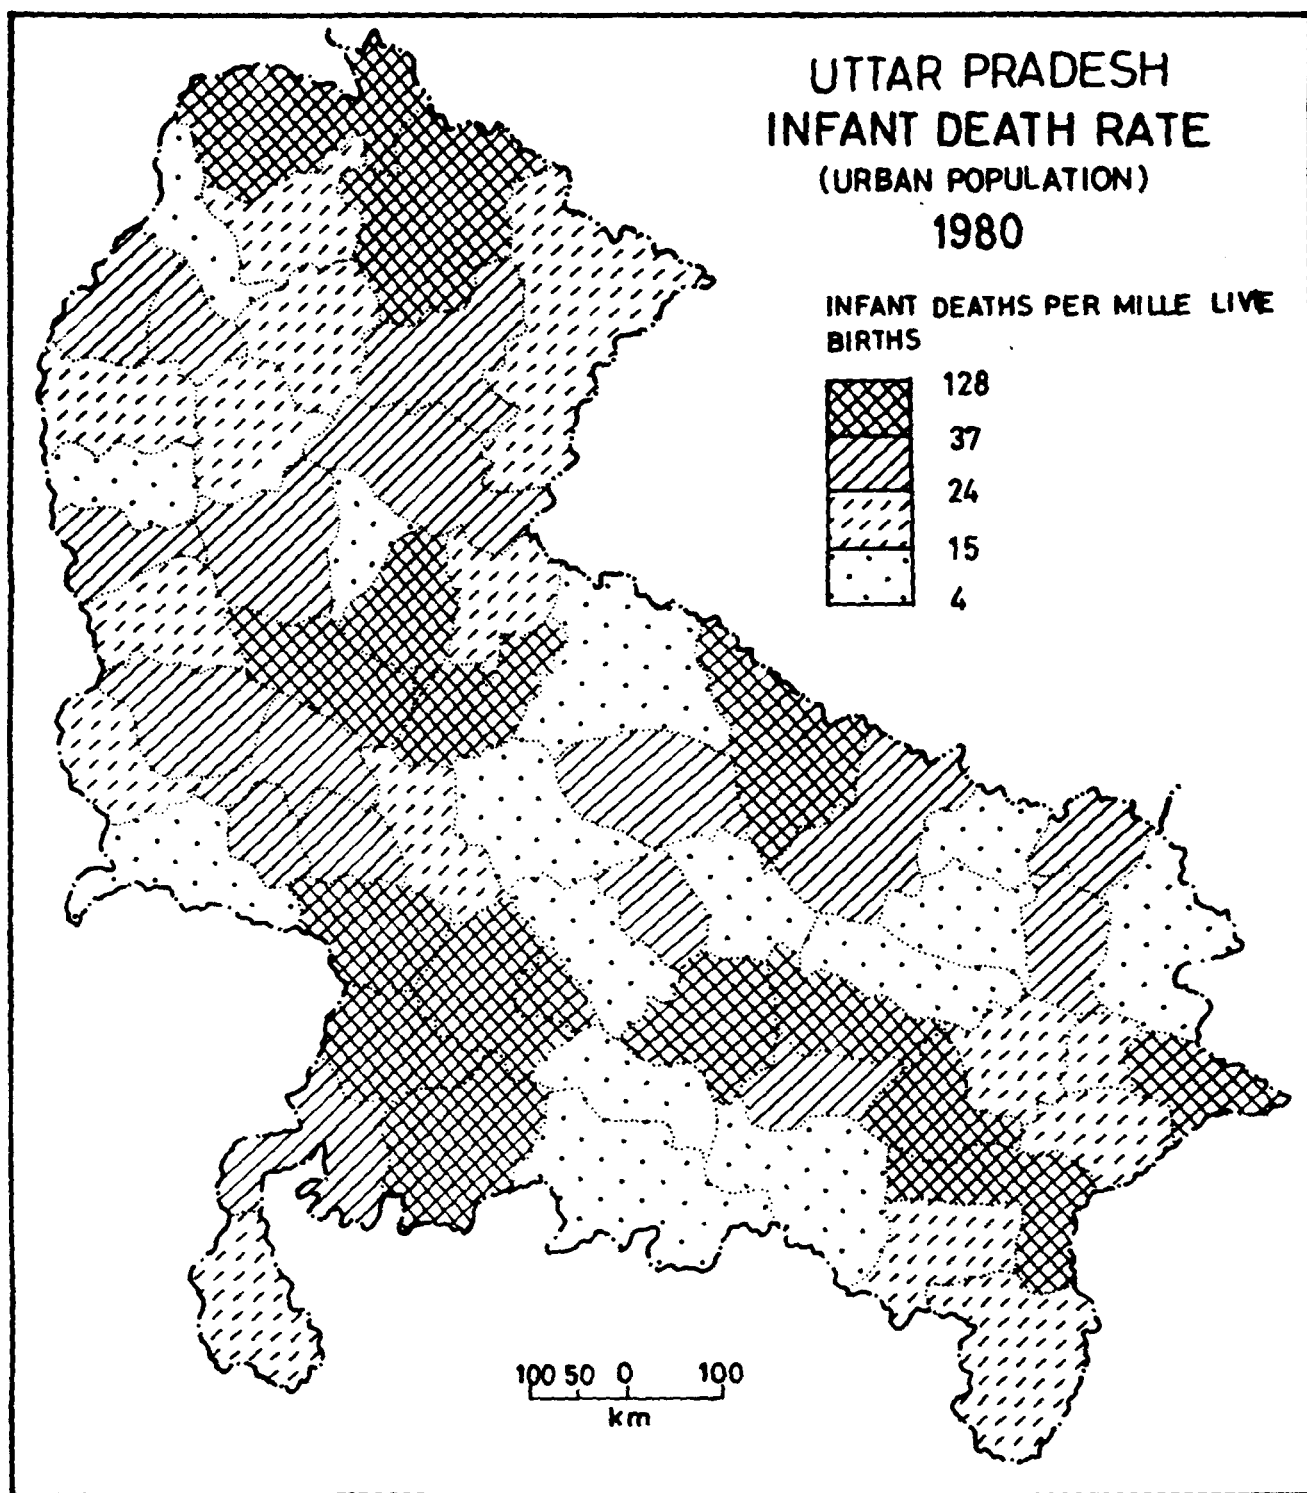 UTTAR PRADESH
INFANT DEATH RATE
(URBAN POPULATION)
1980
INFANT DEATHS PER MILLE LIVE
BIRTHS
128
37
24
15
4
100 50 0 100
km